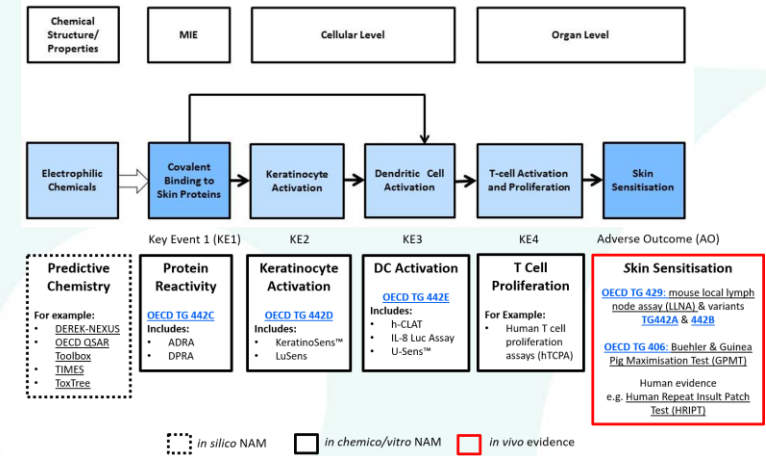 Chemical
Structure/
Properties
MIE
Cellular Level
Organ Level
Electrophilic
Chemicals
Covalent
Binding to
Skin Proteins
Keratinocyte
Activation
Dendritic Cell
Activation
T-cell Activation
and Proliferation
Skin
Sensitisation
Key Event 1 (KE1)
KE2
KE3
KE4
Adverse Outcome (AO)
Predictive
Chemistry
For example:
• DEREK-NEXUS
• OECD QSAR
Toolbox
• TIMES
• ToxTree
Protein
Reactivity
OECD TG 442C
Includes:
• ADRA
• DPRA
Keratinocyte
Activation
OECD TG 442D
Includes:
• KeratinoSens™
• LuSens
DC Activation
OECD TG 442E
Includes:
• h-CLAT
• IL-8 Luc Assay
• U-Sens™
T Cell
Proliferation
For Example:
• Human T cell
proliferation
assays (hTCPA)
Skin Sensitisation
OECD TG 429: mouse local lymph
node assay (LLNA) & variants
TG442A & 442B
OECD TG 406: Buehler & Guinea
Pig Maximisation Test (GPMT)
Human evidence
e.g. Human Repeat Insult Patch
Test (HRIPT)
in silico NAM
in chemico/vitro NAM
in vivo evidence